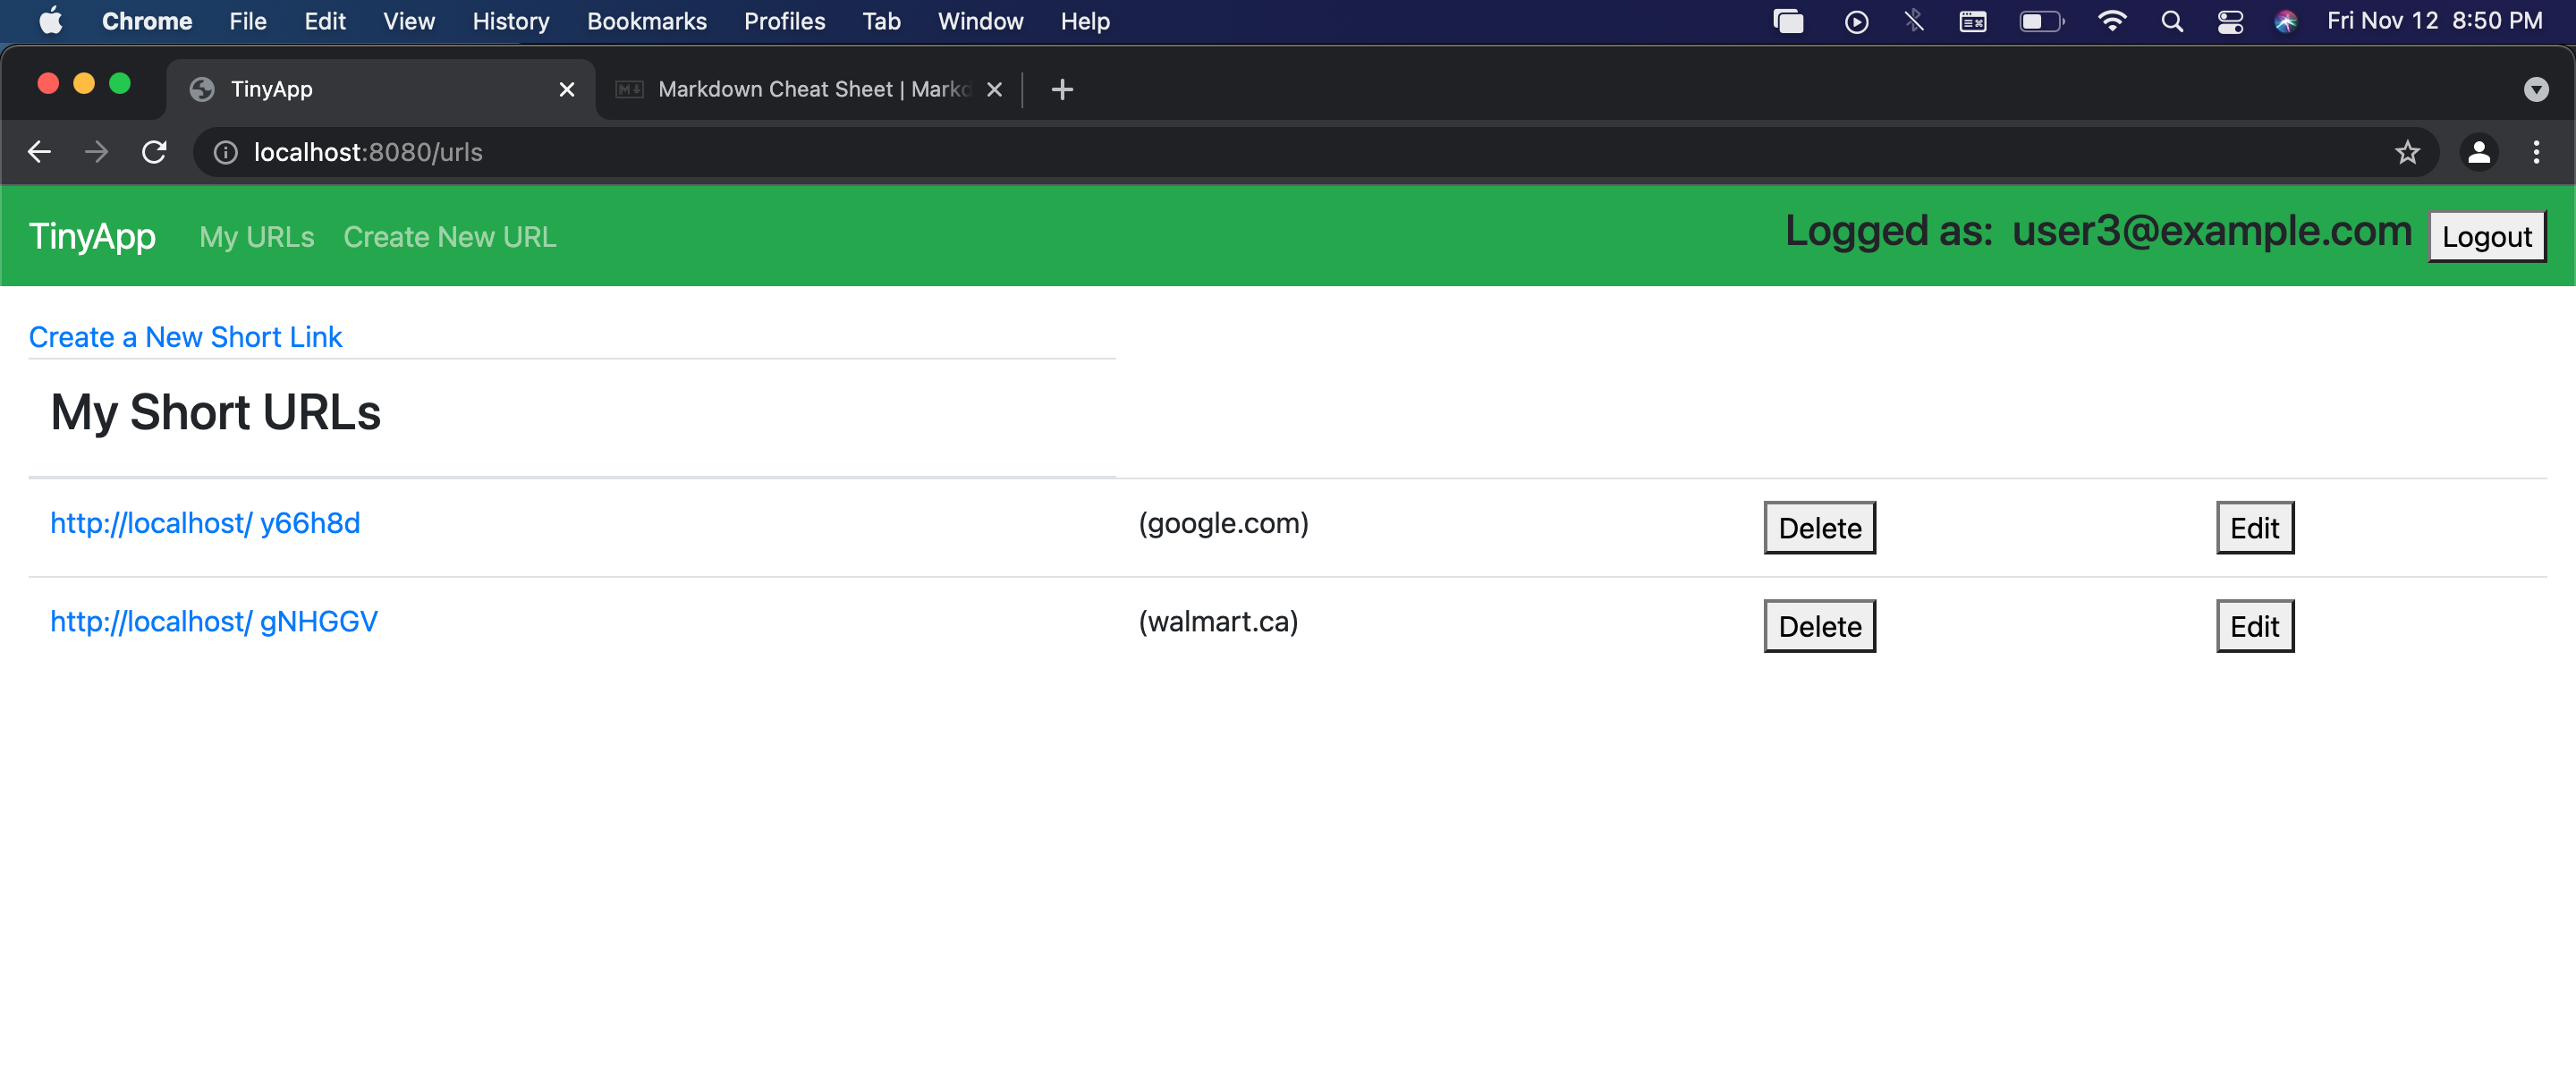 Chrome File Edit View History Bookmarks Profiles Tab Window Help Fri Nov 12 8:50 PM
TinyApp Markdown Cheat Sheet | Markd
localhost:8080/urls
TinyApp My URLs Create New URL Logged as: user3@example.com Logout
Create a New Short Link
My Short URLs
http://localhost/ y66h8d (google.com) Delete Edit
http://localhost/ gNHGGV (walmart.ca) Delete Edit